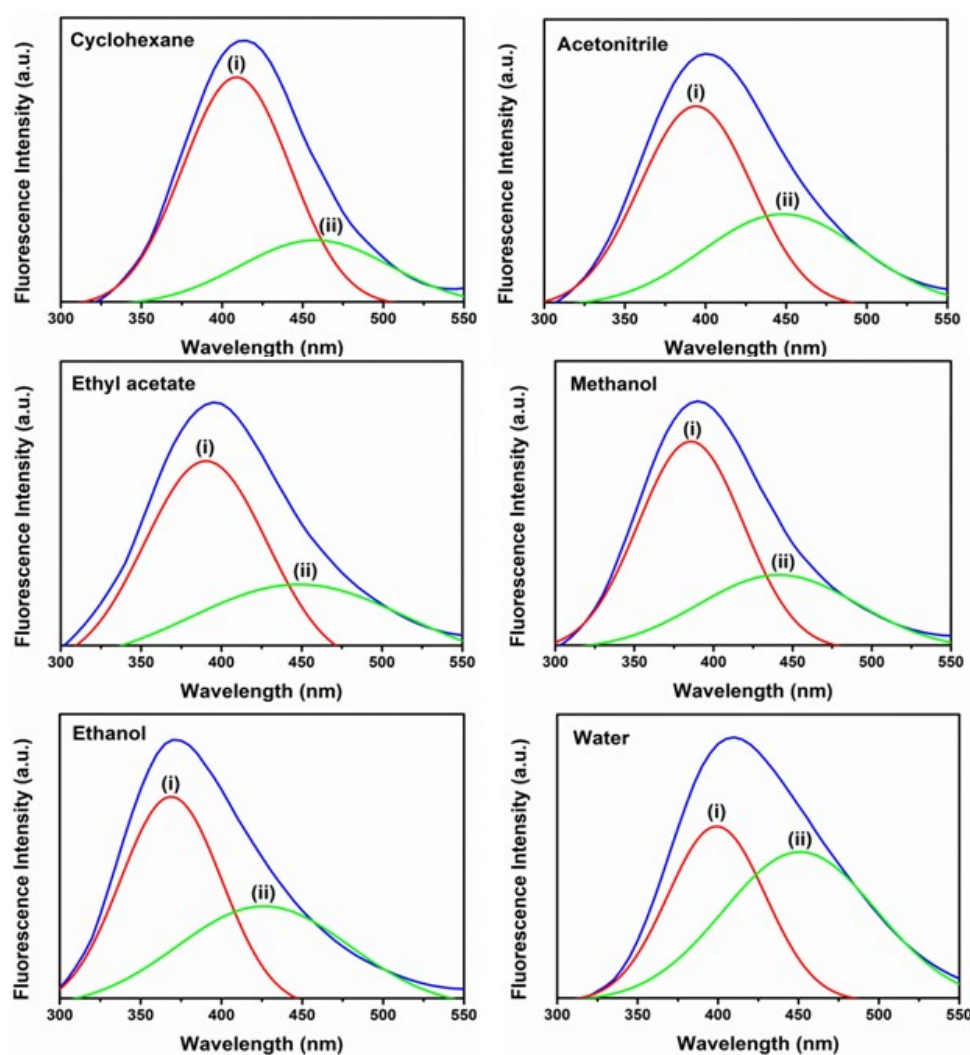 Cyclohexane
(i)
(ii)
Fluorescence Intensity (a.u.)
300 350 400 450 500 550
Wavelength (nm)
Acetonitrile
(i)
(ii)
Fluorescence Intensity (a.u.)
300 350 400 450 500 550
Wavelength (nm)
Ethyl acetate
(i)
(ii)
Fluorescence Intensity (a.u.)
300 350 400 450 500 550
Wavelength (nm)
Methanol
(i)
(ii)
Fluorescence Intensity (a.u.)
300 350 400 450 500 550
Wavelength (nm)
Ethanol
(i)
(ii)
Fluorescence Intensity (a.u.)
300 350 400 450 500 550
Wavelength (nm)
Water
(i)
(ii)
Fluorescence Intensity (a.u.)
300 350 400 450 500 550
Wavelength (nm)